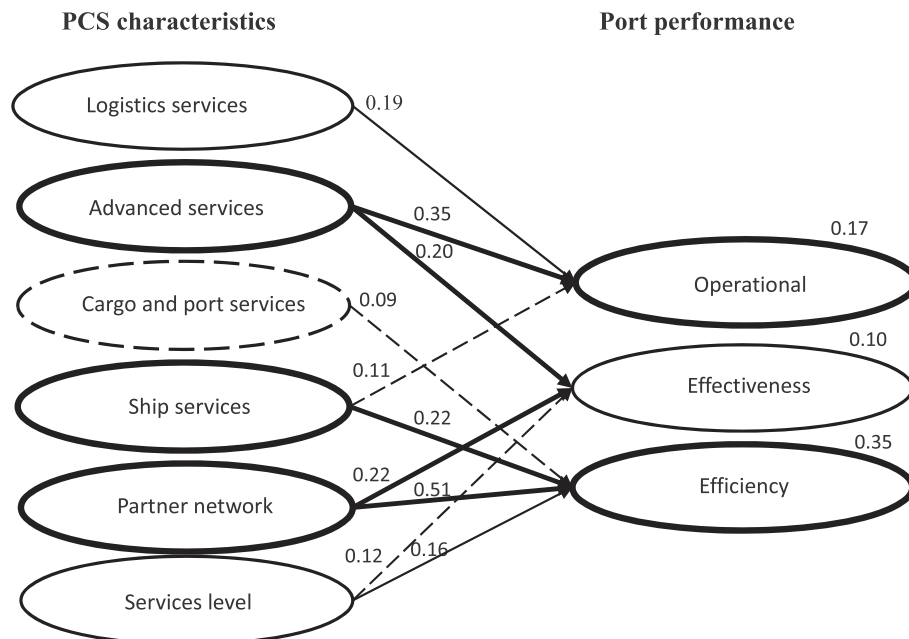 PCS characteristics
Port performance
Logistics services
0.19
Advanced services
0.35
0.20
0.17
Operational
Cargo and port services
0.09
0.10
Effectiveness
0.11
Ship services
0.22
0.35
Efficiency
0.22
0.51
Partner network
0.12
0.16
Services level